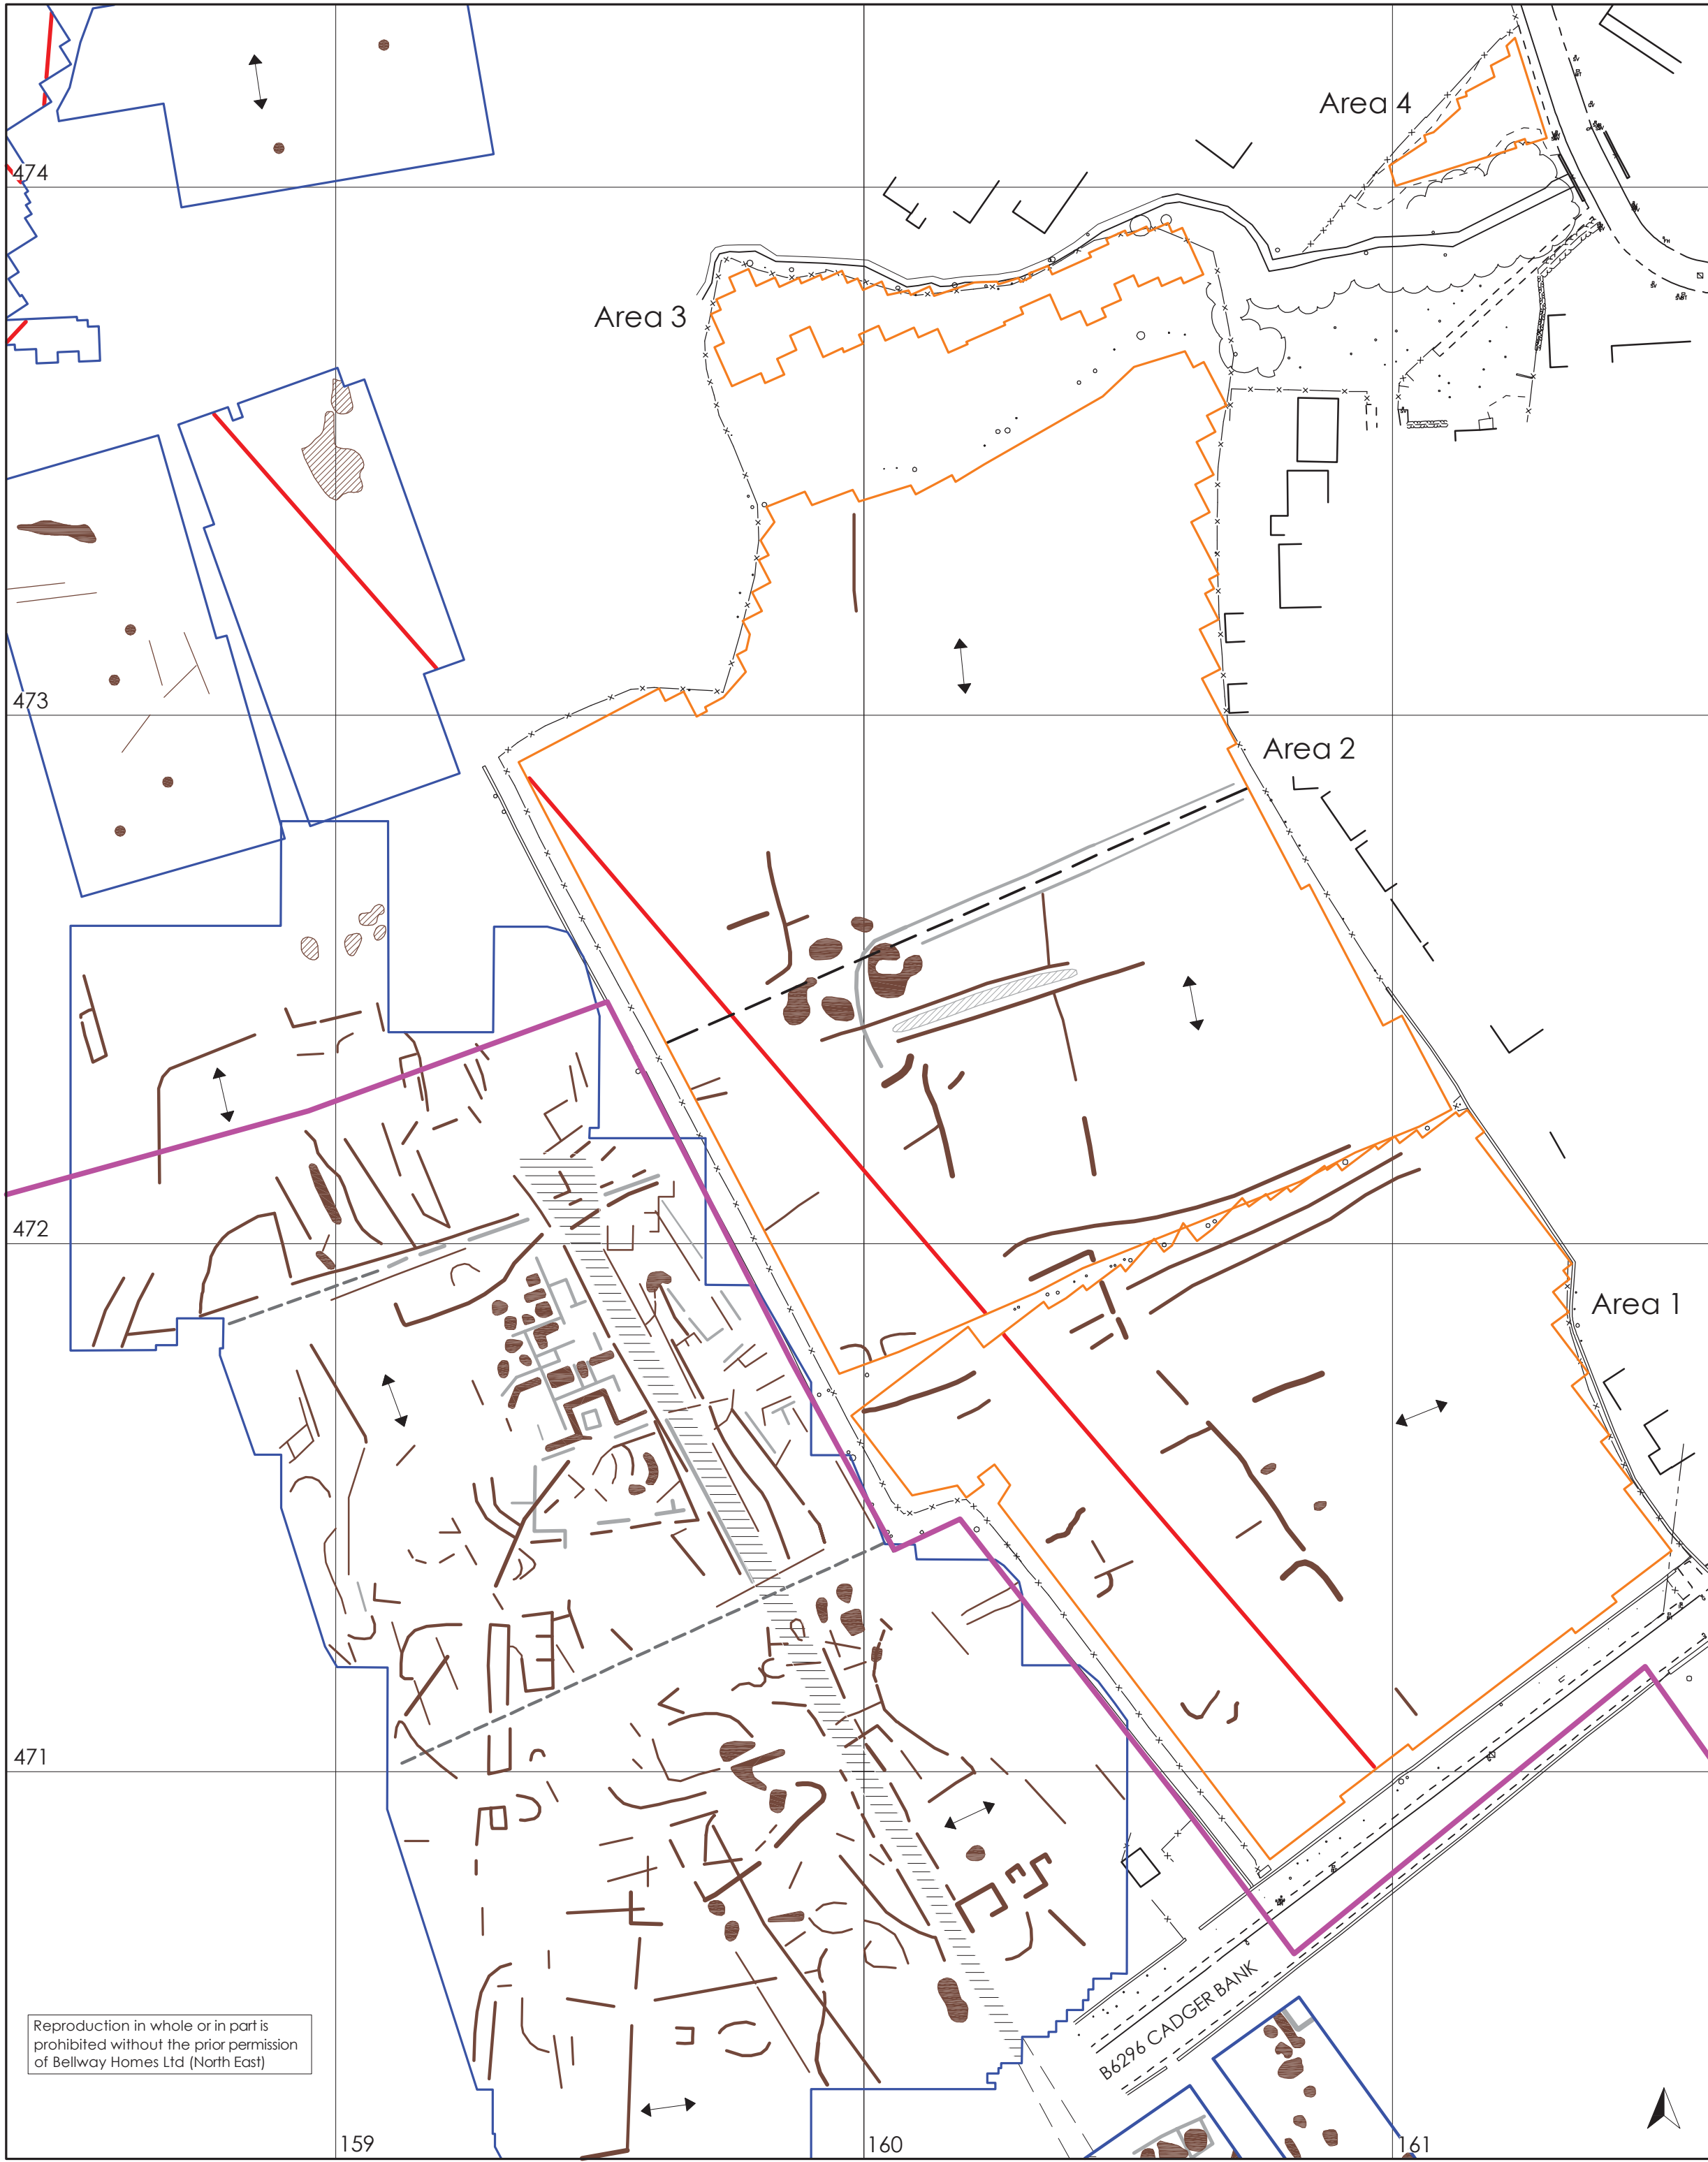 Area 4
474
Area 3
473
Area 2
472
Area 1
471
B6296 CADGER BANK
Reproduction in whole or in part is
prohibited without the prior permission
of Bellway Homes Ltd (North East)
159
160
161